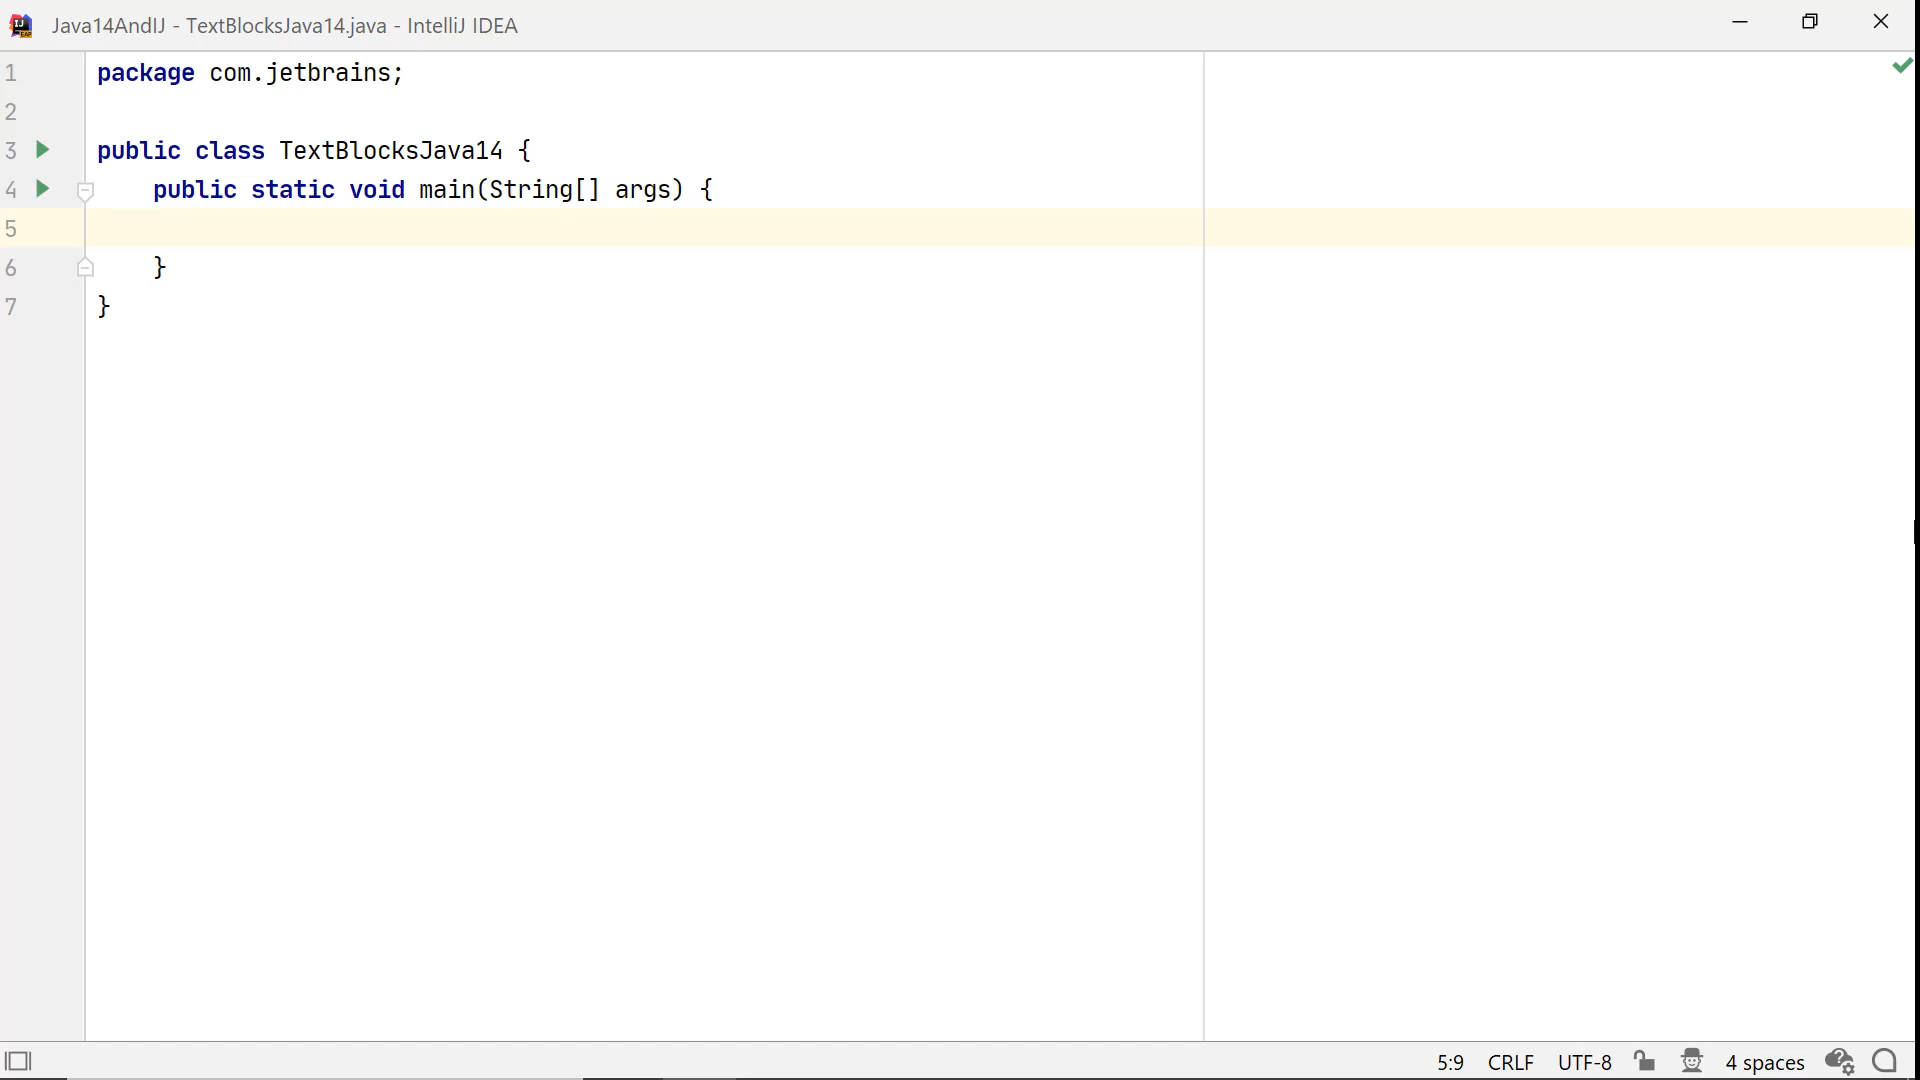 Java14AndIJ - TextBlocksJava14.java - IntelliJ IDEA
1 package com.jetbrains;
2
3 public class TextBlocksJava14 {
4     public static void main(String[] args) {
5
6     }
7 }
5:9 CRLF UTF-8 4 spaces